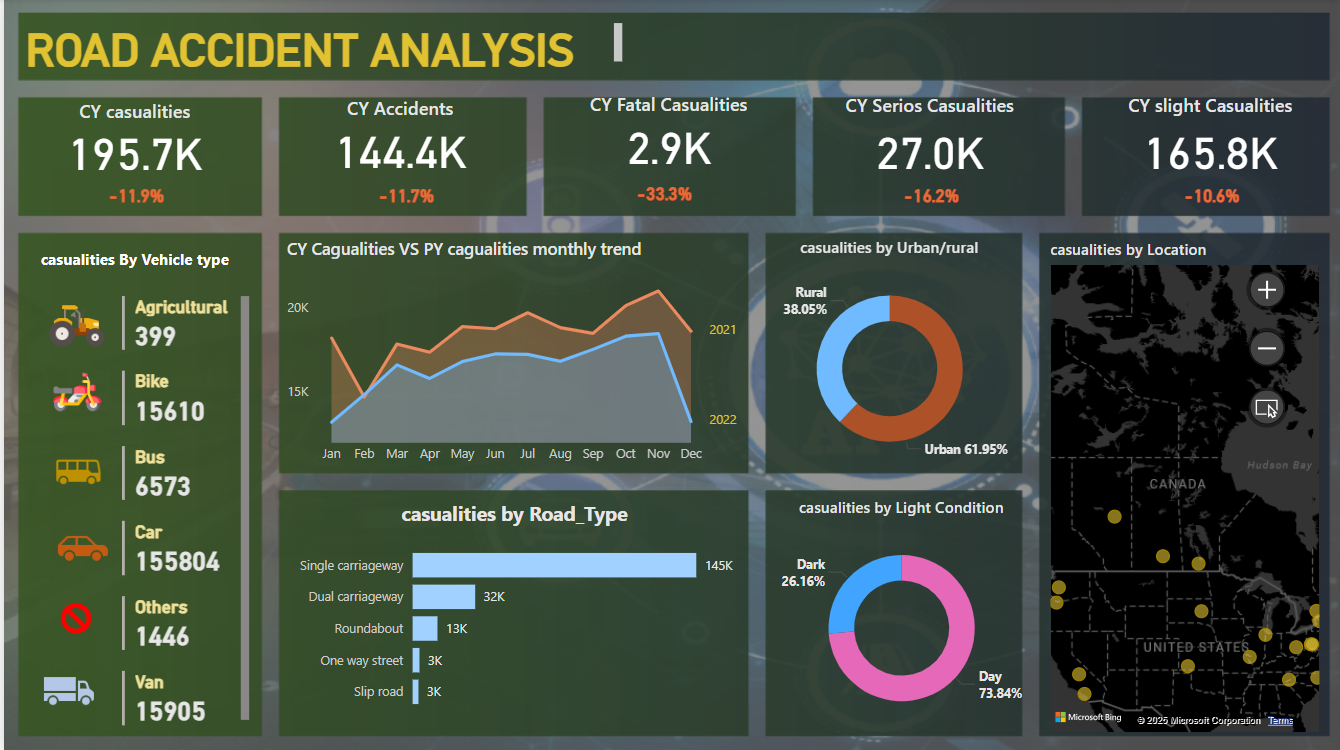 ROAD ACCIDENT ANALYSIS
CY casualities
195.7K
-11.9%
CY Accidents
144.4K
-11.7%
CY Fatal Casualities
2.9K
-33.3%
CY Serios Casualities
27.0K
-16.2%
CY slight Casualities
165.8K
-10.6%
casualities By Vehicle type
Agricultural
399
Bike
15610
Bus
6573
Car
155804
Others
1446
Van
15905
CY Cagualities VS PY cagualities monthly trend
20K
15K
2021
2022
Jan Feb Mar Apr May Jun Jul Aug Sep Oct Nov Dec
casualities by Road_Type
Single carriageway 145K
Dual carriageway 32K
Roundabout 13K
One way street 3K
Slip road 3K
casualities by Urban/rural
Rural
38.05%
Urban 61.95%
casualities by Light Condition
Dark
26.16%
Day
73.84%
casualities by Location
Hudson Bay
CANADA
UNITED STATES
Microsoft Bing
© 2025 Microsoft Corporation Terms